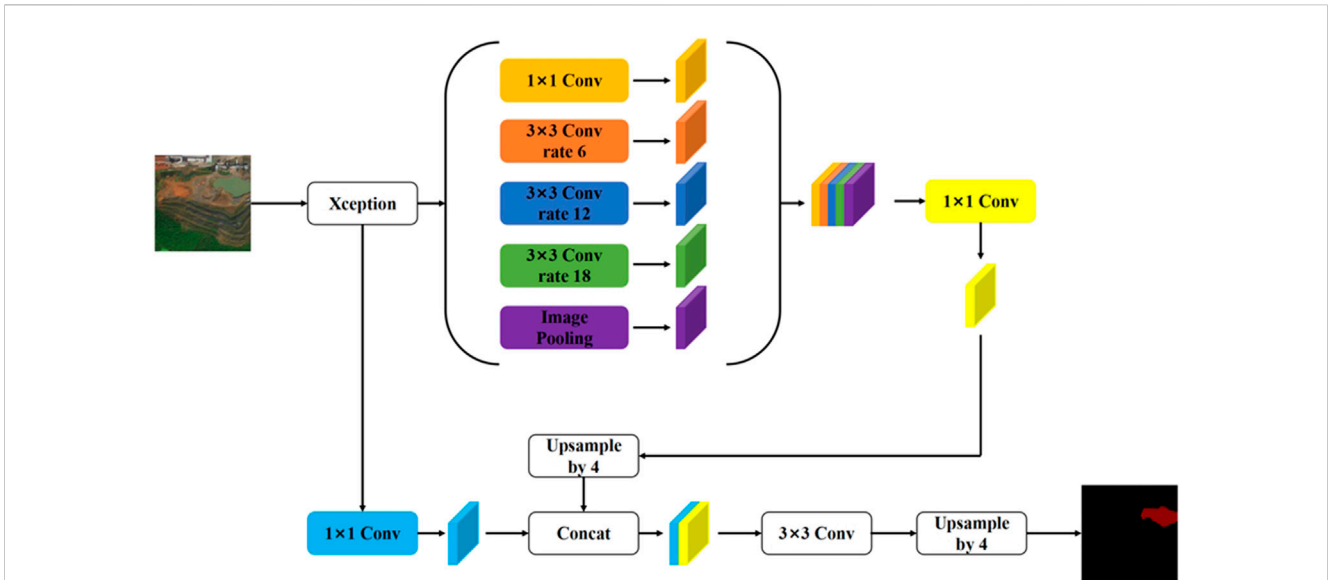 1×1 Conv
3×3 Conv
rate 6
Xception
3×3 Conv
rate 12
1×1 Conv
3×3 Conv
rate 18
Image
Pooling
Upsample
by 4
1×1 Conv
Concat
3×3 Conv
Upsample
by 4